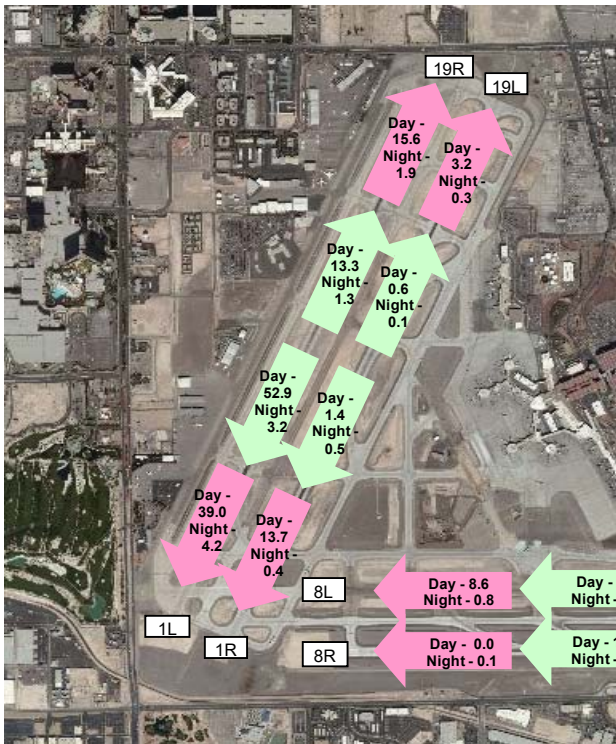 19R
19L
Day -
15.6
Night -
1.9
Day -
3.2
Night -
0.3
Day -
13.3
Night -
1.3
Day -
0.6
Night -
0.1
Day -
52.9
Night -
3.2
Day -
1.4
Night -
0.5
Day -
39.0
Night -
4.2
Day -
13.7
Night -
0.4
8L
Day - 8.6
Night - 0.8
Day -
Night -
1L
1R
8R
Day - 0.0
Night - 0.1
Day - 1
Night -